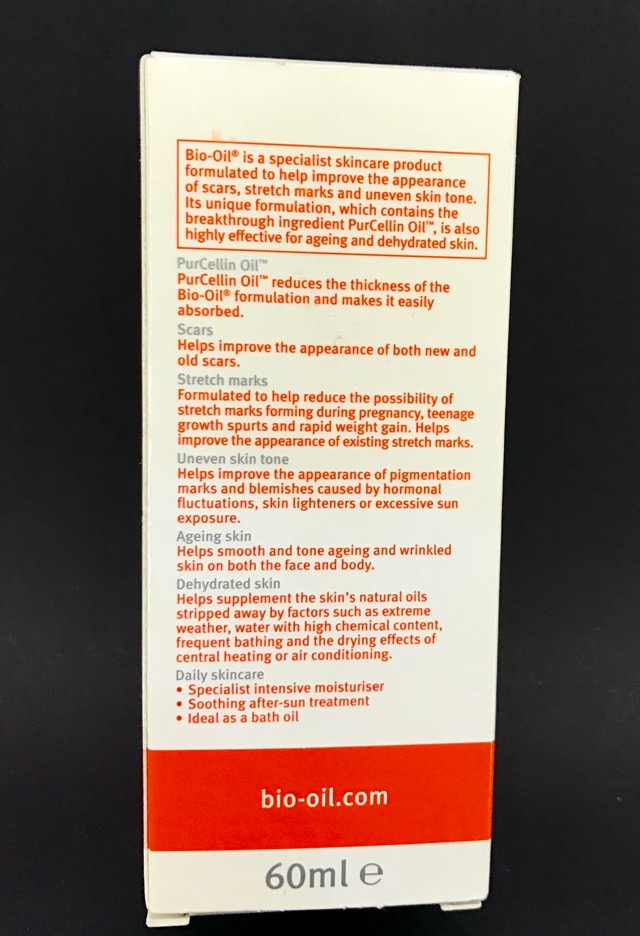 Bio-Oil® is a specialist skincare product
formulated to help improve the appearance
of scars, stretch marks and uneven skin tone.
Its unique formulation, which contains the
breakthrough ingredient PurCellin Oil™, is also
highly effective for ageing and dehydrated skin.
PurCellin Oil™
PurCellin Oil™ reduces the thickness of the
Bio-Oil® formulation and makes it easily
absorbed.
Scars
Helps improve the appearance of both new and
old scars.
Stretch marks
Formulated to help reduce the possibility of
stretch marks forming during pregnancy, teenage
growth spurts and rapid weight gain. Helps
improve the appearance of existing stretch marks.
Uneven skin tone
Helps improve the appearance of pigmentation
marks and blemishes caused by hormonal
fluctuations, skin lighteners or excessive sun
exposure.
Ageing skin
Helps smooth and tone ageing and wrinkled
skin on both the face and body.
Dehydrated skin
Helps supplement the skin's natural oils
stripped away by factors such as extreme
weather, water with high chemical content,
frequent bathing and the drying effects of
central heating or air conditioning.
Daily skincare
• Specialist intensive moisturiser
• Soothing after-sun treatment
• Ideal as a bath oil
bio-oil.com
60ml ℮